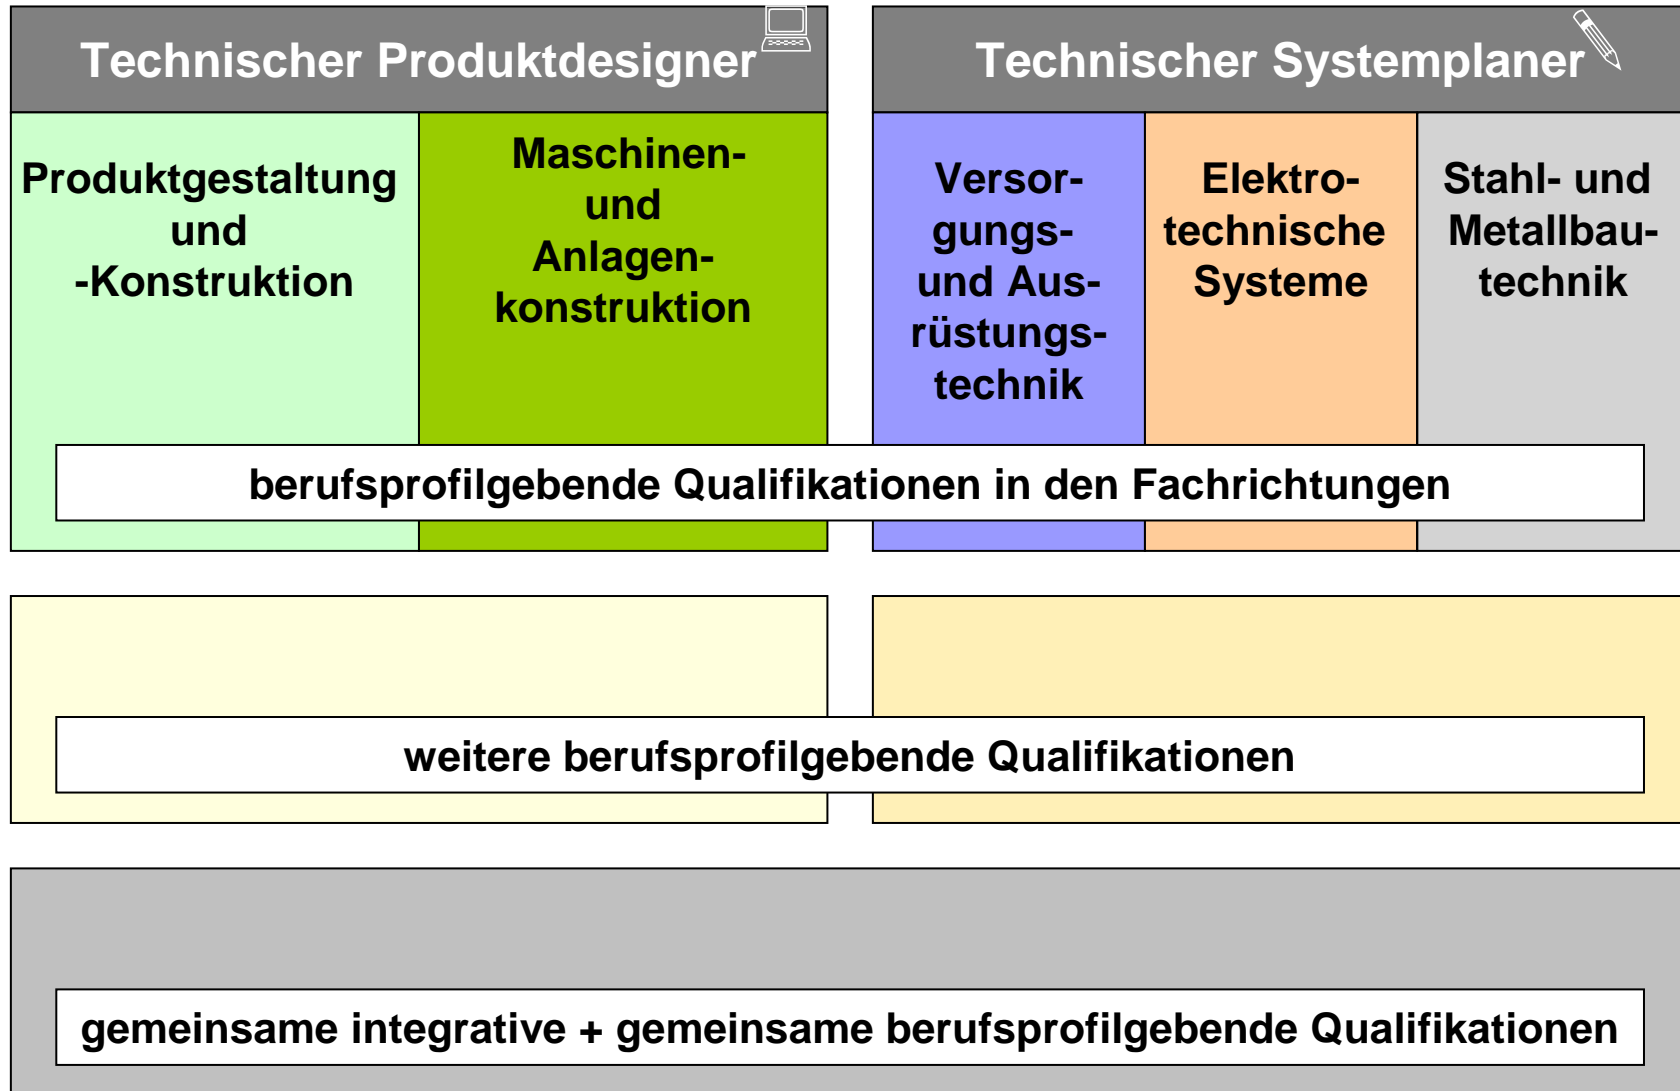 Technischer Produktdesigner
Technischer Systemplaner
Produktgestaltung
und
-Konstruktion
Maschinen-
und
Anlagen-
konstruktion
Versor-
gungs-
und Aus-
rüstungs-
technik
Elektro-
technische
Systeme
Stahl- und
Metallbau-
technik
berufsprofilgebende Qualifikationen in den Fachrichtungen
weitere berufsprofilgebende Qualifikationen
gemeinsame integrative + gemeinsame berufsprofilgebende Qualifikationen